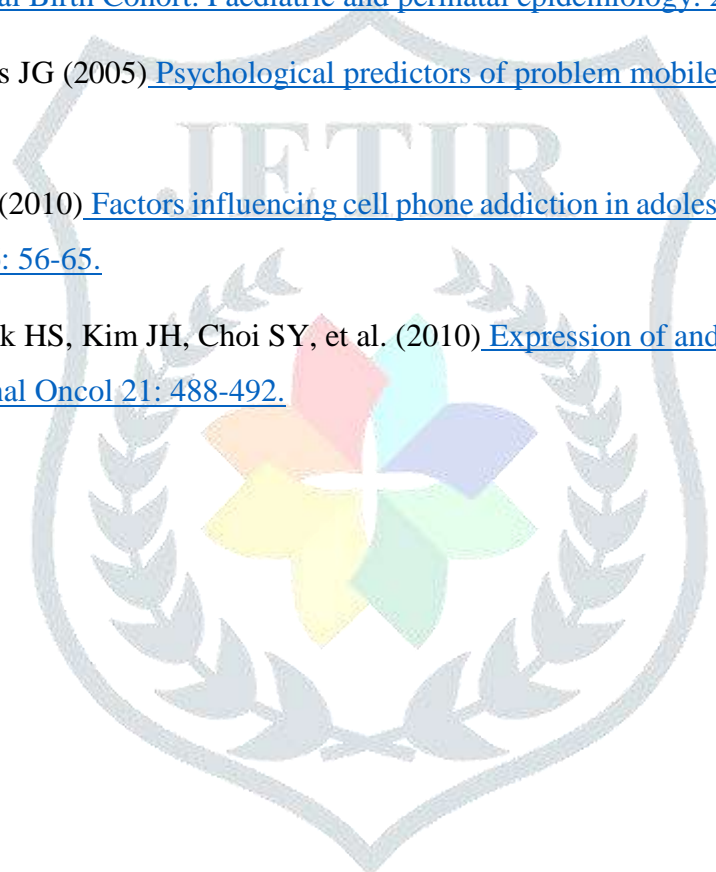 al Birth Cohort. Paediatric and perinatal epidemiology. 2
s JG (2005) Psychological predictors of problem mobile
JETIR
(2010) Factors influencing cell phone addiction in adoles
: 56-65.
k HS, Kim JH, Choi SY, et al. (2010) Expression of and
nal Oncol 21: 488-492.